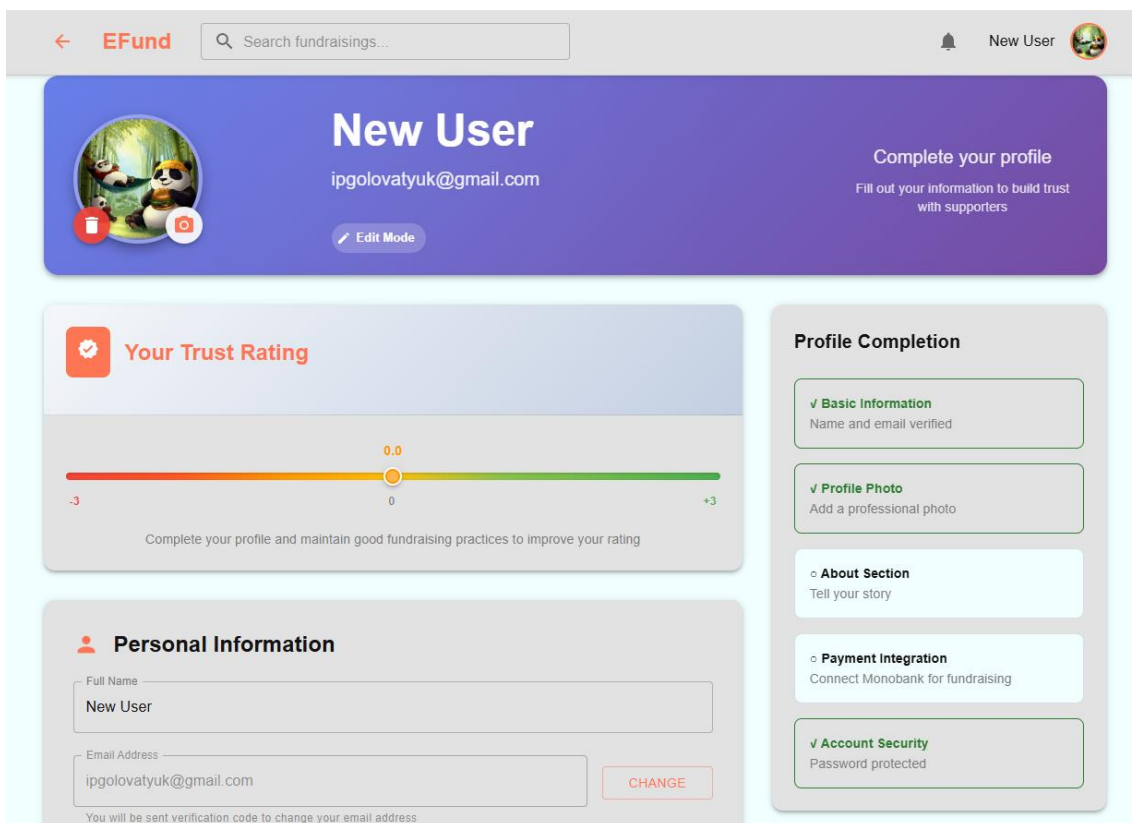 EFund
Search fundraisings...
New User
New User
ipgolovatyuk@gmail.com
Edit Mode
Complete your profile
Fill out your information to build trust
with supporters
Your Trust Rating
0.0
-3
0
+3
Complete your profile and maintain good fundraising practices to improve your rating
Personal Information
Full Name
New User
Email Address
ipgolovatyuk@gmail.com
CHANGE
You will be sent verification code to change your email address
Profile Completion
√ Basic Information
Name and email verified
√ Profile Photo
Add a professional photo
○ About Section
Tell your story
○ Payment Integration
Connect Monobank for fundraising
√ Account Security
Password protected